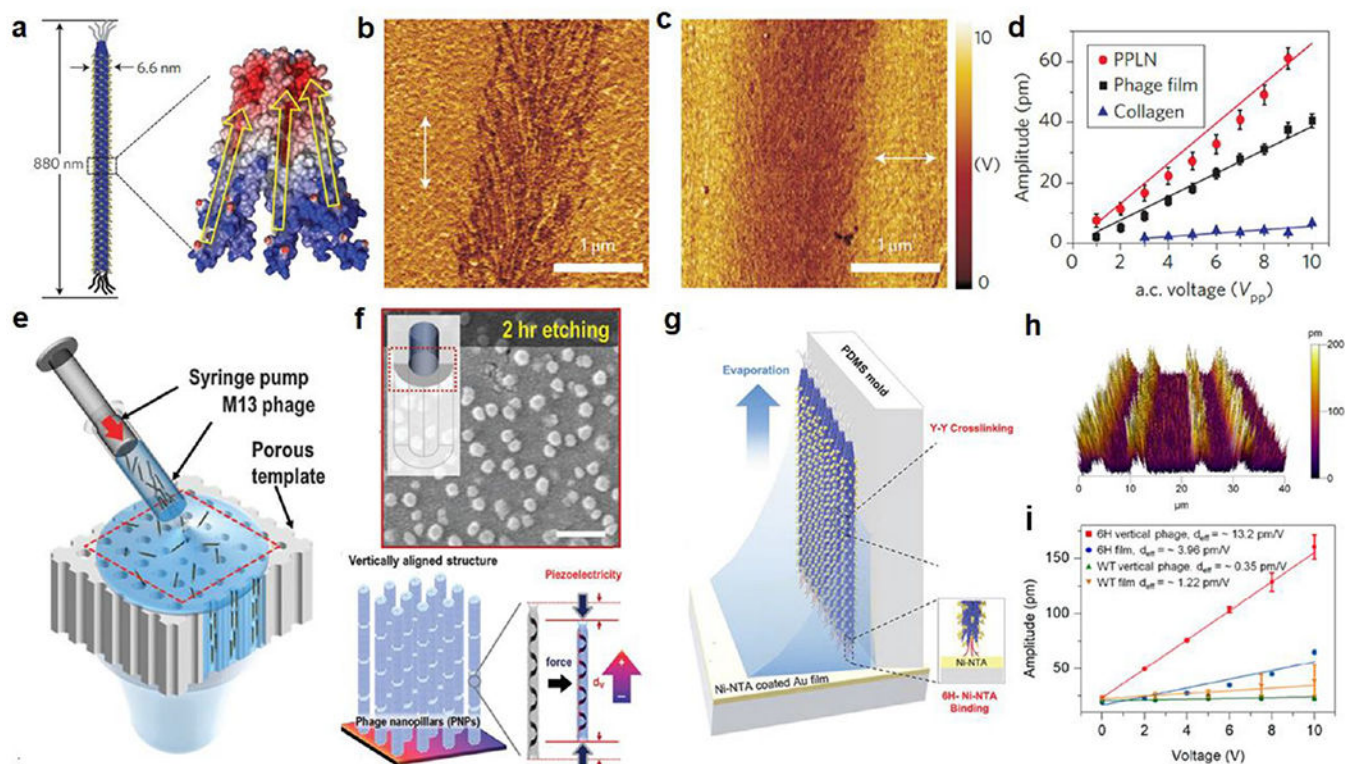 a
880 nm
6.6 nm
b
1 μm
c
1 μm
10
(V)
0
d
Amplitude (pm)
60
40
20
0
PPLN
Phage film
Collagen
0 2 4 6 8 10
a.c. voltage (Vpp)
e
Syringe pump
M13 phage
Porous
template
f
2 hr etching
Vertically aligned structure
Piezoelectricity
force
Phage nanopillars (PNPs)
g
Evaporation
PDMS mold
Y-Y Crosslinking
Ni-NTA
Ni-NTA coated Au film
6H- Ni-NTA
Binding
h
pm
200
100
0
0 10 20 30 40
μm
i
6H vertical phage, deff = ~ 13.2 pm/V
6H film, deff = ~ 3.96 pm/V
WT vertical phage, deff = ~ 0.35 pm/V
WT film deff = ~ 1.22 pm/V
Amplitude (pm)
150
100
50
0 2 4 6 8 10
Voltage (V)